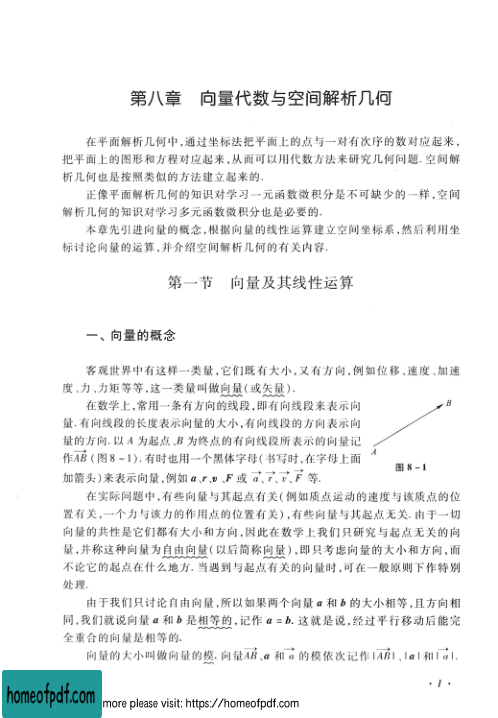 第八章 向量代数与空间解析几何
在平面解析几何中,通过坐标法把平面上的点与一对有次序的数对应起来,
把平面上的图形和方程对应起来,从而可以用代数方法来研究几何问题.空间解
析几何也是按照类似的方法建立起来的.
正像平面解析几何的知识对学习一元函数微积分是不可缺少的一样,空间
解析几何的知识对学习多元函数微积分也是必要的.
本章先引进向量的概念,根据向量的线性运算建立空间坐标系,然后利用坐
标讨论向量的运算,并介绍空间解析几何的有关内容.
第一节 向量及其线性运算
一、向量的概念
客观世界中有这样一类量,它们既有大小,又有方向,例如位移、速度、加速
度、力、力矩等等,这一类量叫做向量(或矢量).
在数学上,常用一条有方向的线段,即有向线段来表示向
量.有向线段的长度表示向量的大小,有向线段的方向表示向
量的方向.以 A 为起点、B 为终点的有向线段所表示的向量记
作$\overrightarrow{AB}$(图 8-1).有时也用一个黑体字母(书写时,在字母上面
加箭头)来表示向量,例如 a、r、v、F 或 $\vec{a}$、$\vec{r}$、$\vec{v}$、$\vec{F}$ 等.
A
B
图 8-1
在实际问题中,有些向量与其起点有关(例如质点运动的速度与该质点的位
置有关,一个力与该力的作用点的位置有关),有些向量与其起点无关.由于一切
向量的共性是它们都有大小和方向,因此在数学上我们只研究与起点无关的向
量,并称这种向量为自由向量(以后简称向量),即只考虑向量的大小和方向,而
不论它的起点在什么地方.当遇到与起点有关的向量时,可在一般原则下作特别
处理.
由于我们只讨论自由向量,所以如果两个向量 a 和 b 的大小相等,且方向相
同,我们就说向量 a 和 b 是相等的,记作 a = b.这就是说,经过平行移动后能完
全重合的向量是相等的.
向量的大小叫做向量的模.向量$\overrightarrow{AB}$、a 和 $\vec{a}$ 的模依次记作|$\overrightarrow{AB}$|、|a|和|$\vec{a}$|.
· 1 ·
homeofpdf.com
more please visit: https://homeofpdf.com